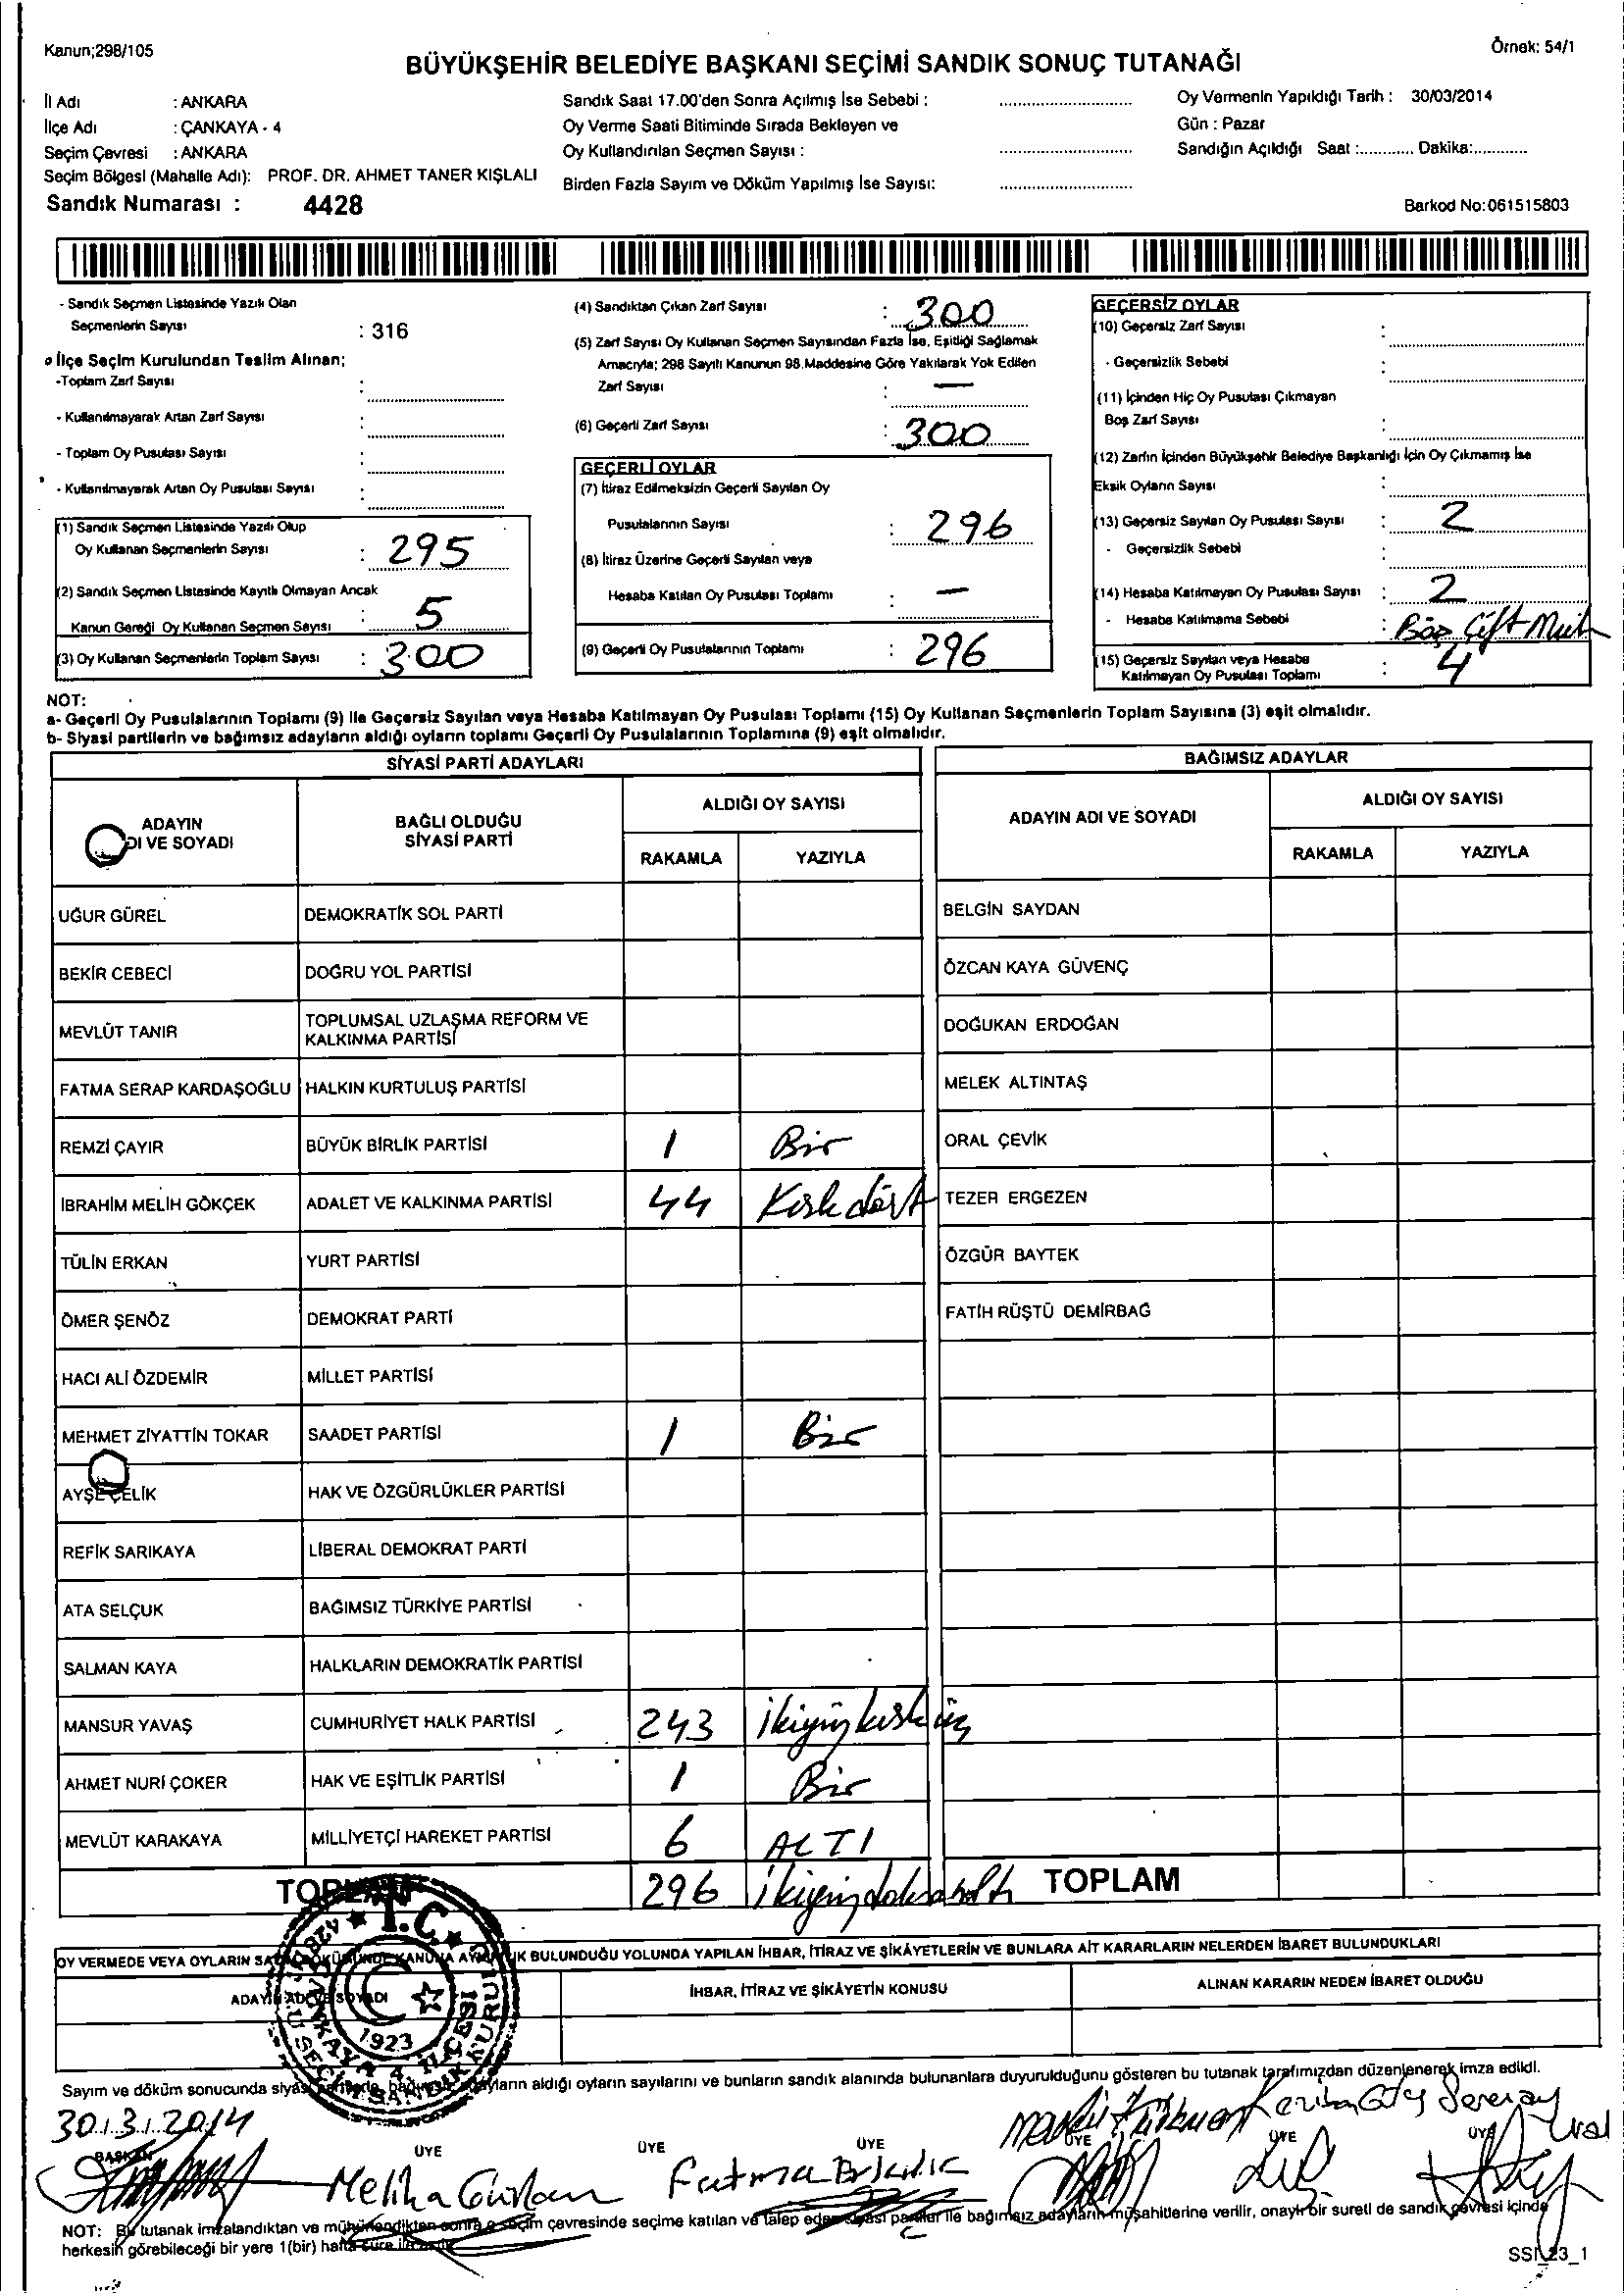 Kanun;298/105
Örnek: 54/1
BÜYÜKŞEHİR BELEDİYE BAŞKANI SEÇİMİ SANDIK SONUÇ TUTANAĞI
İl Adı : ANKARA
İlçe Adı : ÇANKAYA - 4
Seçim Çevresi : ANKARA
Seçim Bölgesi (Mahalle Adı): PROF. DR. AHMET TANER KIŞLALI
Sandık Numarası : 4428
Sandık Saat 17.00'den Sonra Açılmış İse Sebebi :
Oy Verme Saati Bitiminde Sırada Bekleyen ve
Oy Kullandırılan Seçmen Sayısı :
Birden Fazla Sayım ve Döküm Yapılmış İse Sayısı:
Oy Vermenin Yapıldığı Tarih : 30/03/2014
Gün : Pazar
Sandığın Açıldığı Saat :............ Dakika:............
Barkod No:061515803
- Sandık Seçmen Listesinde Yazılı Olan
Seçmenlerin Sayısı : 316
İlçe Seçim Kurulundan Teslim Alınan;
-Toplam Zarf Sayısı :
- Kullanılmayarak Artan Zarf Sayısı :
- Toplam Oy Pusulası Sayısı :
- Kullanılmayarak Artan Oy Pusulası Sayısı :
(1) Sandık Seçmen Listesinde Yazılı Olup
Oy Kullanan Seçmenlerin Sayısı : 295
(2) Sandık Seçmen Listesinde Kayıtlı Olmayan Ancak
Kanun Gereği Oy Kullanan Seçmen Sayısı : 5
(3) Oy Kullanan Seçmenlerin Toplam Sayısı : 300
(4) Sandıktan Çıkan Zarf Sayısı : 300
(5) Zarf Sayısı Oy Kullanan Seçmen Sayısından Fazla İse, Eşitliği Sağlamak
Amacıyla; 298 Sayılı Kanunun 98.Maddesine Göre Yakılarak Yok Edilen
Zarf Sayısı : —
(6) Geçerli Zarf Sayısı : 300
GEÇERLİ OYLAR
(7) İtiraz Edilmeksizin Geçerli Sayılan Oy
Pusulalarının Sayısı : 296
(8) İtiraz Üzerine Geçerli Sayılan veya
Hesaba Katılan Oy Pusulası Toplamı : —
(9) Geçerli Oy Pusulalarının Toplamı : 296
GEÇERSİZ OYLAR
(10) Geçersiz Zarf Sayısı :
- Geçersizlik Sebebi :
(11) İçinden Hiç Oy Pusulası Çıkmayan
Boş Zarf Sayısı :
(12) Zarfın İçinden Büyükşehir Belediye Başkanlığı İçin Oy Çıkmamış İse
Eksik Oyların Sayısı :
(13) Geçersiz Sayılan Oy Pusulası Sayısı : 2
- Geçersizlik Sebebi :
(14) Hesaba Katılmayan Oy Pusulası Sayısı : 2
- Hesaba Katılmama Sebebi : Boş Çift
(15) Geçersiz Sayılan veya Hesaba
Katılmayan Oy Pusulası Toplamı : 4
NOT:
a- Geçerli Oy Pusulalarının Toplamı (9) ile Geçersiz Sayılan veya Hesaba Katılmayan Oy Pusulası Toplamı (15) Oy Kullanan Seçmenlerin Toplam Sayısına (3) eşit olmalıdır.
b- Siyasi partilerin ve bağımsız adayların aldığı oyların toplamı Geçerli Oy Pusulalarının Toplamına (9) eşit olmalıdır.
SİYASİ PARTİ ADAYLARI
BAĞIMSIZ ADAYLAR
ADAYIN
DI VE SOYADI
BAĞLI OLDUĞU
SİYASİ PARTİ
ALDIĞI OY SAYISI
RAKAMLA YAZIYLA
ADAYIN ADI VE SOYADI
ALDIĞI OY SAYISI
RAKAMLA YAZIYLA
UĞUR GÜREL DEMOKRATİK SOL PARTİ BELGİN SAYDAN
BEKİR CEBECİ DOĞRU YOL PARTİSİ ÖZCAN KAYA GÜVENÇ
MEVLÜT TANIR TOPLUMSAL UZLAŞMA REFORM VE
KALKINMA PARTİSİ DOĞUKAN ERDOĞAN
FATMA SERAP KARDAŞOĞLU HALKIN KURTULUŞ PARTİSİ MELEK ALTINTAŞ
REMZİ ÇAYIR BÜYÜK BİRLİK PARTİSİ 1 Bir ORAL ÇEVİK
İBRAHİM MELİH GÖKÇEK ADALET VE KALKINMA PARTİSİ 44 Kırkdört TEZER ERGEZEN
TÜLİN ERKAN YURT PARTİSİ ÖZGÜR BAYTEK
ÖMER ŞENÖZ DEMOKRAT PARTİ FATİH RÜŞTÜ DEMİRBAĞ
HACI ALİ ÖZDEMİR MİLLET PARTİSİ
MEHMET ZİYATTİN TOKAR SAADET PARTİSİ 1 Bir
AYŞE ÇELİK HAK VE ÖZGÜRLÜKLER PARTİSİ
REFİK SARIKAYA LİBERAL DEMOKRAT PARTİ
ATA SELÇUK BAĞIMSIZ TÜRKİYE PARTİSİ
SALMAN KAYA HALKLARIN DEMOKRATİK PARTİSİ
MANSUR YAVAŞ CUMHURİYET HALK PARTİSİ 243 İkiyüzkırküç
AHMET NURİ ÇOKER HAK VE EŞİTLİK PARTİSİ 1 Bir
MEVLÜT KARAKAYA MİLLİYETÇİ HAREKET PARTİSİ 6 ALTI
TOPLAM 296 İkiyüzdoksanaltı TOPLAM
OY VERMEDE VEYA OYLARIN BULUNDUĞU YOLUNDA YAPILAN İHBAR, İTİRAZ VE ŞİKÂYETLERİN VE BUNLARA AİT KARARLARIN NELERDEN İBARET BULUNDUKLARI
ADAYIN ADI VE SOYADI İHBAR, İTİRAZ VE ŞİKÂYETİN KONUSU ALINAN KARARIN NEDEN İBARET OLDUĞU
T.C.
1923
Sayım ve döküm sonucunda aldığı oyların sayılarını ve bunların sandık alanında bulunanlara duyurulduğunu gösteren bu tutanak tarafımızdan düzenlenerek imza edildi.
30.3.2014
BAŞKAN ÜYE ÜYE ÜYE ÜYE ÜYE ÜYE
Meliha Fatma
NOT: Bu tutanak imzalandıktan ve mühürlendikten sonra o seçim çevresinde seçime katılan ve talep eden siyasi partiler ile bağımsız adayların müşahitlerine verilir, onaylı bir sureti de sandık çevresi içinde
herkesin görebileceği bir yere 1(bir) hafta süre ile
SSI_23_1